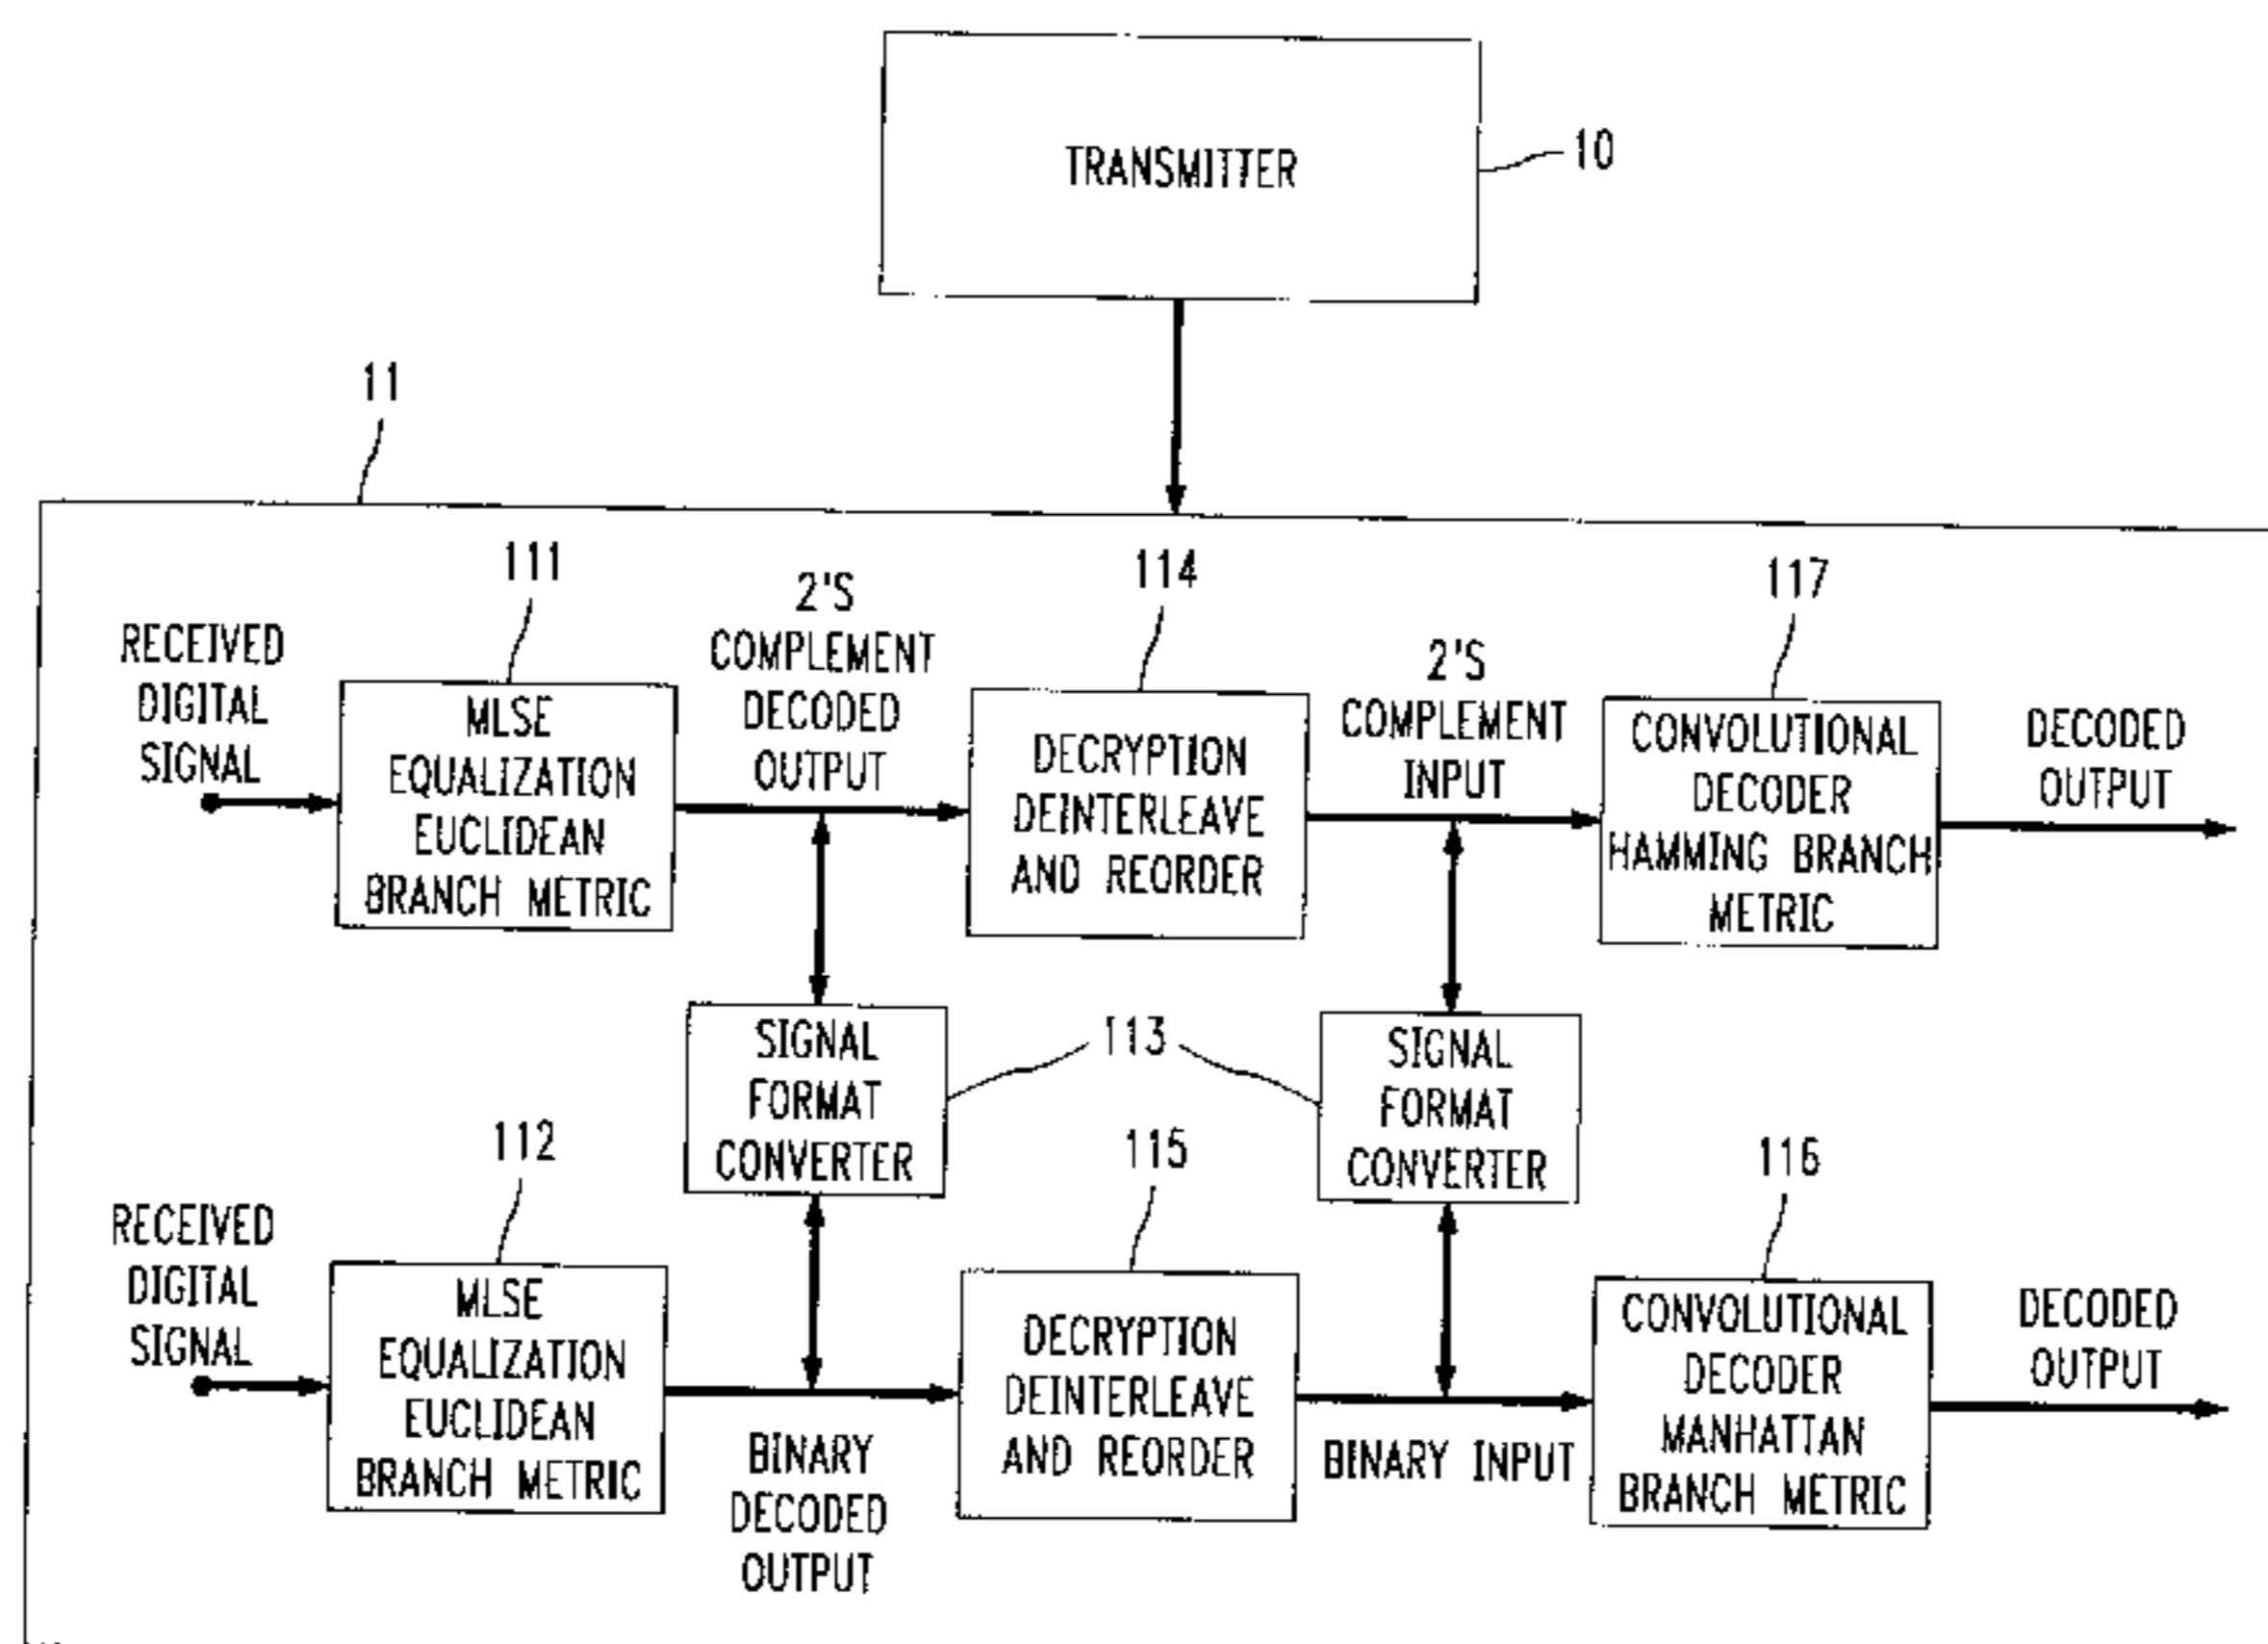 TRANSMITTER
10
11
111
RECEIVED
DIGITAL
SIGNAL
MLSE
EQUALIZATION
EUCLIDEAN
BRANCH METRIC
2'S
COMPLEMENT
DECODED
OUTPUT
114
DECRYPTION
DEINTERLEAVE
AND REORDER
2'S
COMPLEMENT
INPUT
117
CONVOLUTIONAL
DECODER
HAMMING BRANCH
METRIC
DECODED
OUTPUT
SIGNAL
FORMAT
CONVERTER
113
SIGNAL
FORMAT
CONVERTER
112
RECEIVED
DIGITAL
SIGNAL
MLSE
EQUALIZATION
EUCLIDEAN
BRANCH METRIC
BINARY
DECODED
OUTPUT
115
DECRYPTION
DEINTERLEAVE
AND REORDER
BINARY INPUT
116
CONVOLUTIONAL
DECODER
MANHATTAN
BRANCH METRIC
DECODED
OUTPUT